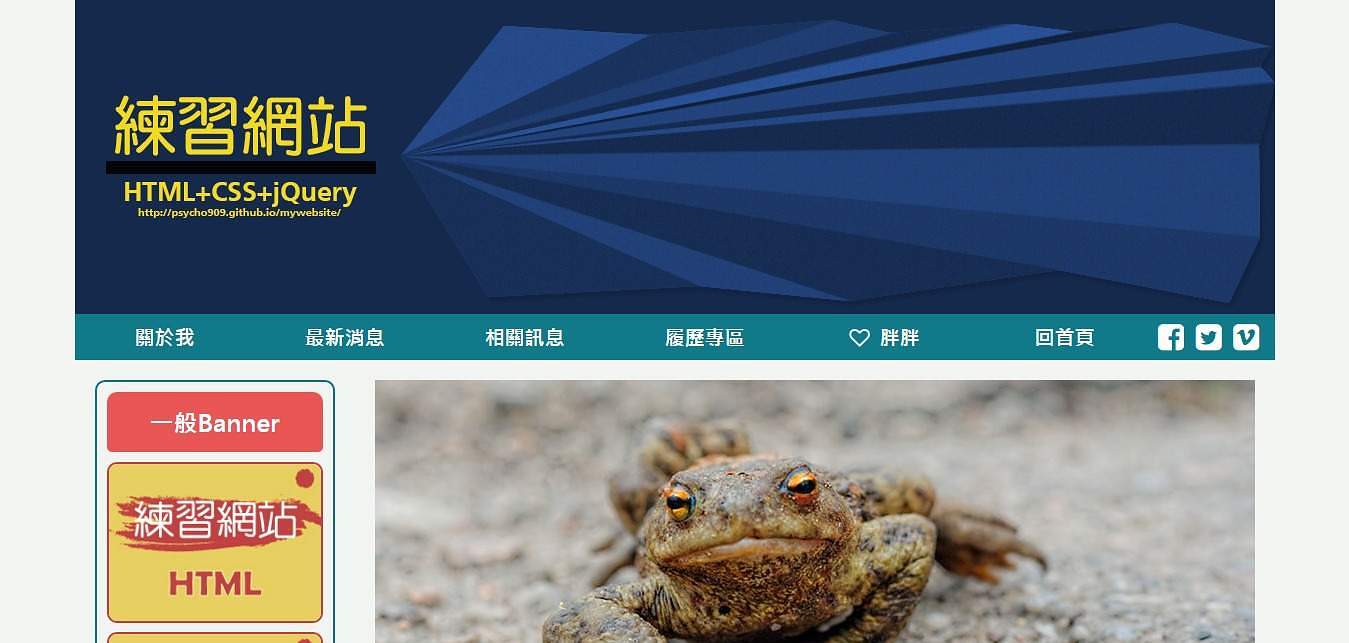 練習網站
HTML+CSS+jQuery
http://psycho909.github.io/mywebsite/
關於我
最新消息
相關訊息
履歷專區
胖胖
回首頁
一般Banner
練習網站
HTML